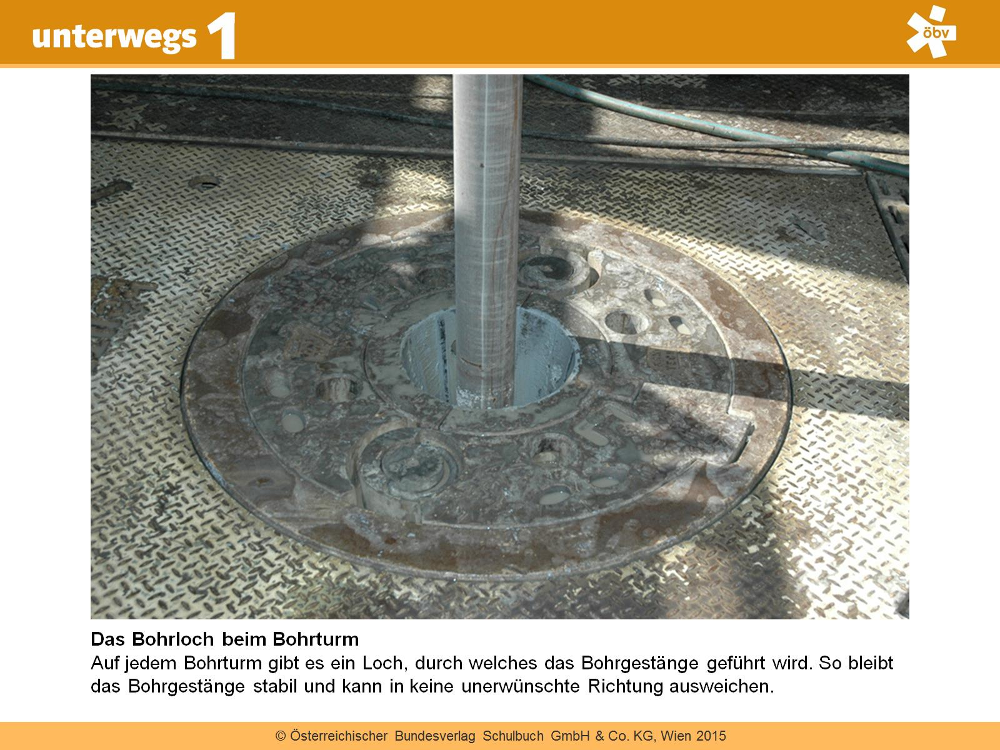 unterwegs 1
öbv
Das Bohrloch beim Bohrturm
Auf jedem Bohrturm gibt es ein Loch, durch welches das Bohrgestänge geführt wird. So bleibt
das Bohrgestänge stabil und kann in keine unerwünschte Richtung ausweichen.
© Österreichischer Bundesverlag Schulbuch GmbH & Co. KG, Wien 2015